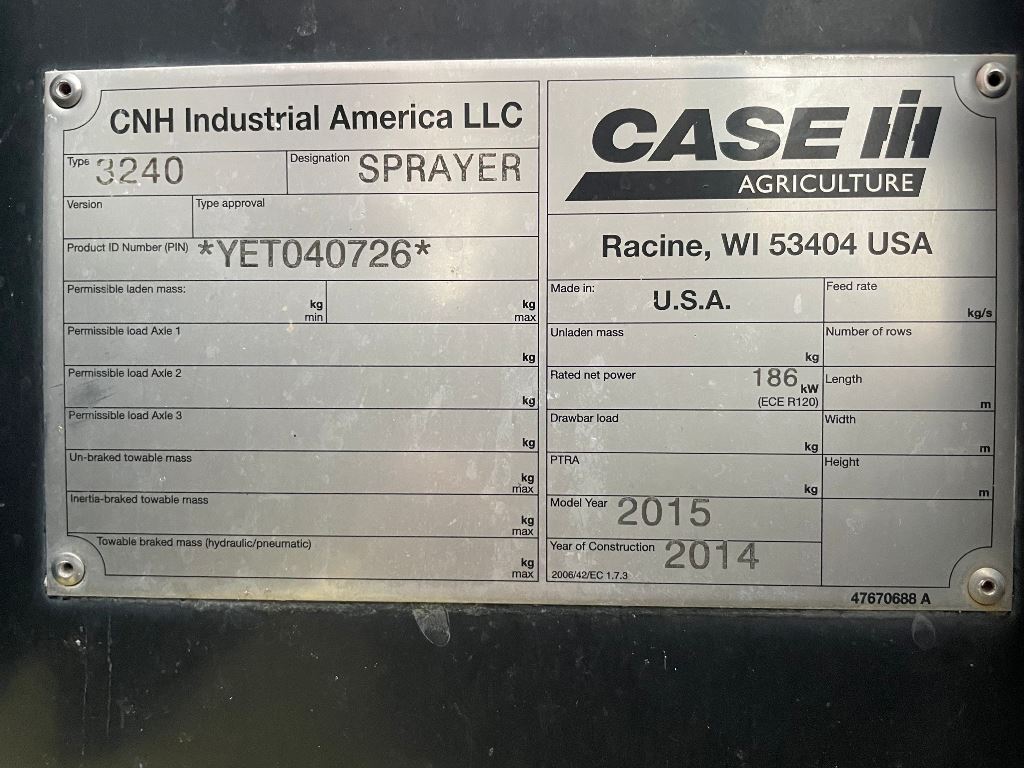 CNH Industrial America LLC
Type 3240 Designation SPRAYER
Version Type approval
Product ID Number (PIN) *YET040726*
Permissible laden mass: kg min kg max
Permissible load Axle 1 kg
Permissible load Axle 2 kg
Permissible load Axle 3 kg
Un-braked towable mass kg max
Inertia-braked towable mass kg max
Towable braked mass (hydraulic/pneumatic) kg max
CASE IH
AGRICULTURE
Racine, WI 53404 USA
Made in: U.S.A. Feed rate kg/s
Unladen mass kg Number of rows
Rated net power 186 kW Length m
(ECE R120)
Drawbar load kg Width m
PTRA kg Height m
Model Year 2015
Year of Construction 2014
2006/42/EC 1.7.3
47670688 A